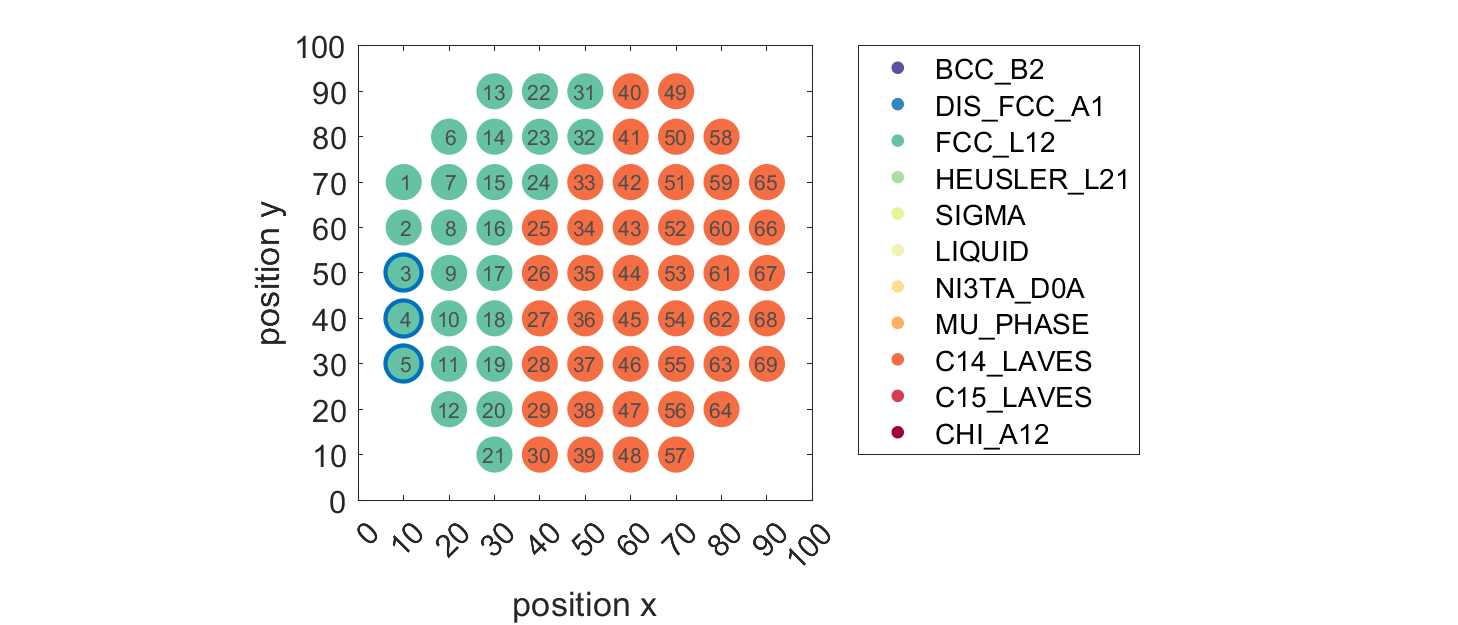 100
90
80
70
60
50
40
30
20
10
0
position y
13 22 31 40 49
6 14 23 32 41 50 58
1 7 15 24 33 42 51 59 65
2 8 16 25 34 43 52 60 66
3 9 17 26 35 44 53 61 67
4 10 18 27 36 45 54 62 68
5 11 19 28 37 46 55 63 69
12 20 29 38 47 56 64
21 30 39 48 57
0 10 20 30 40 50 60 70 80 90 100
position x
BCC_B2
DIS_FCC_A1
FCC_L12
HEUSLER_L21
SIGMA
LIQUID
NI3TA_D0A
MU_PHASE
C14_LAVES
C15_LAVES
CHI_A12